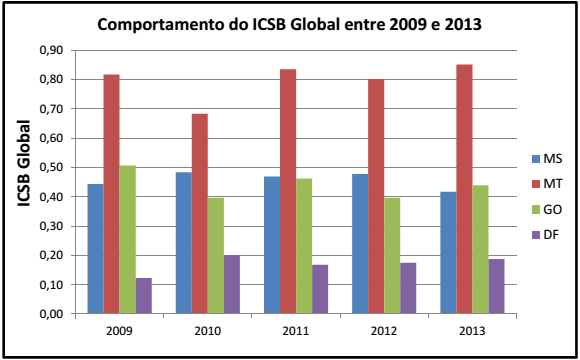 Comportamento do ICSB Global entre 2009 e 2013
ICSB Global
0,90
0,80
0,70
0,60
0,50
0,40
0,30
0,20
0,10
0,00
2009 2010 2011 2012 2013
MS
MT
GO
DF